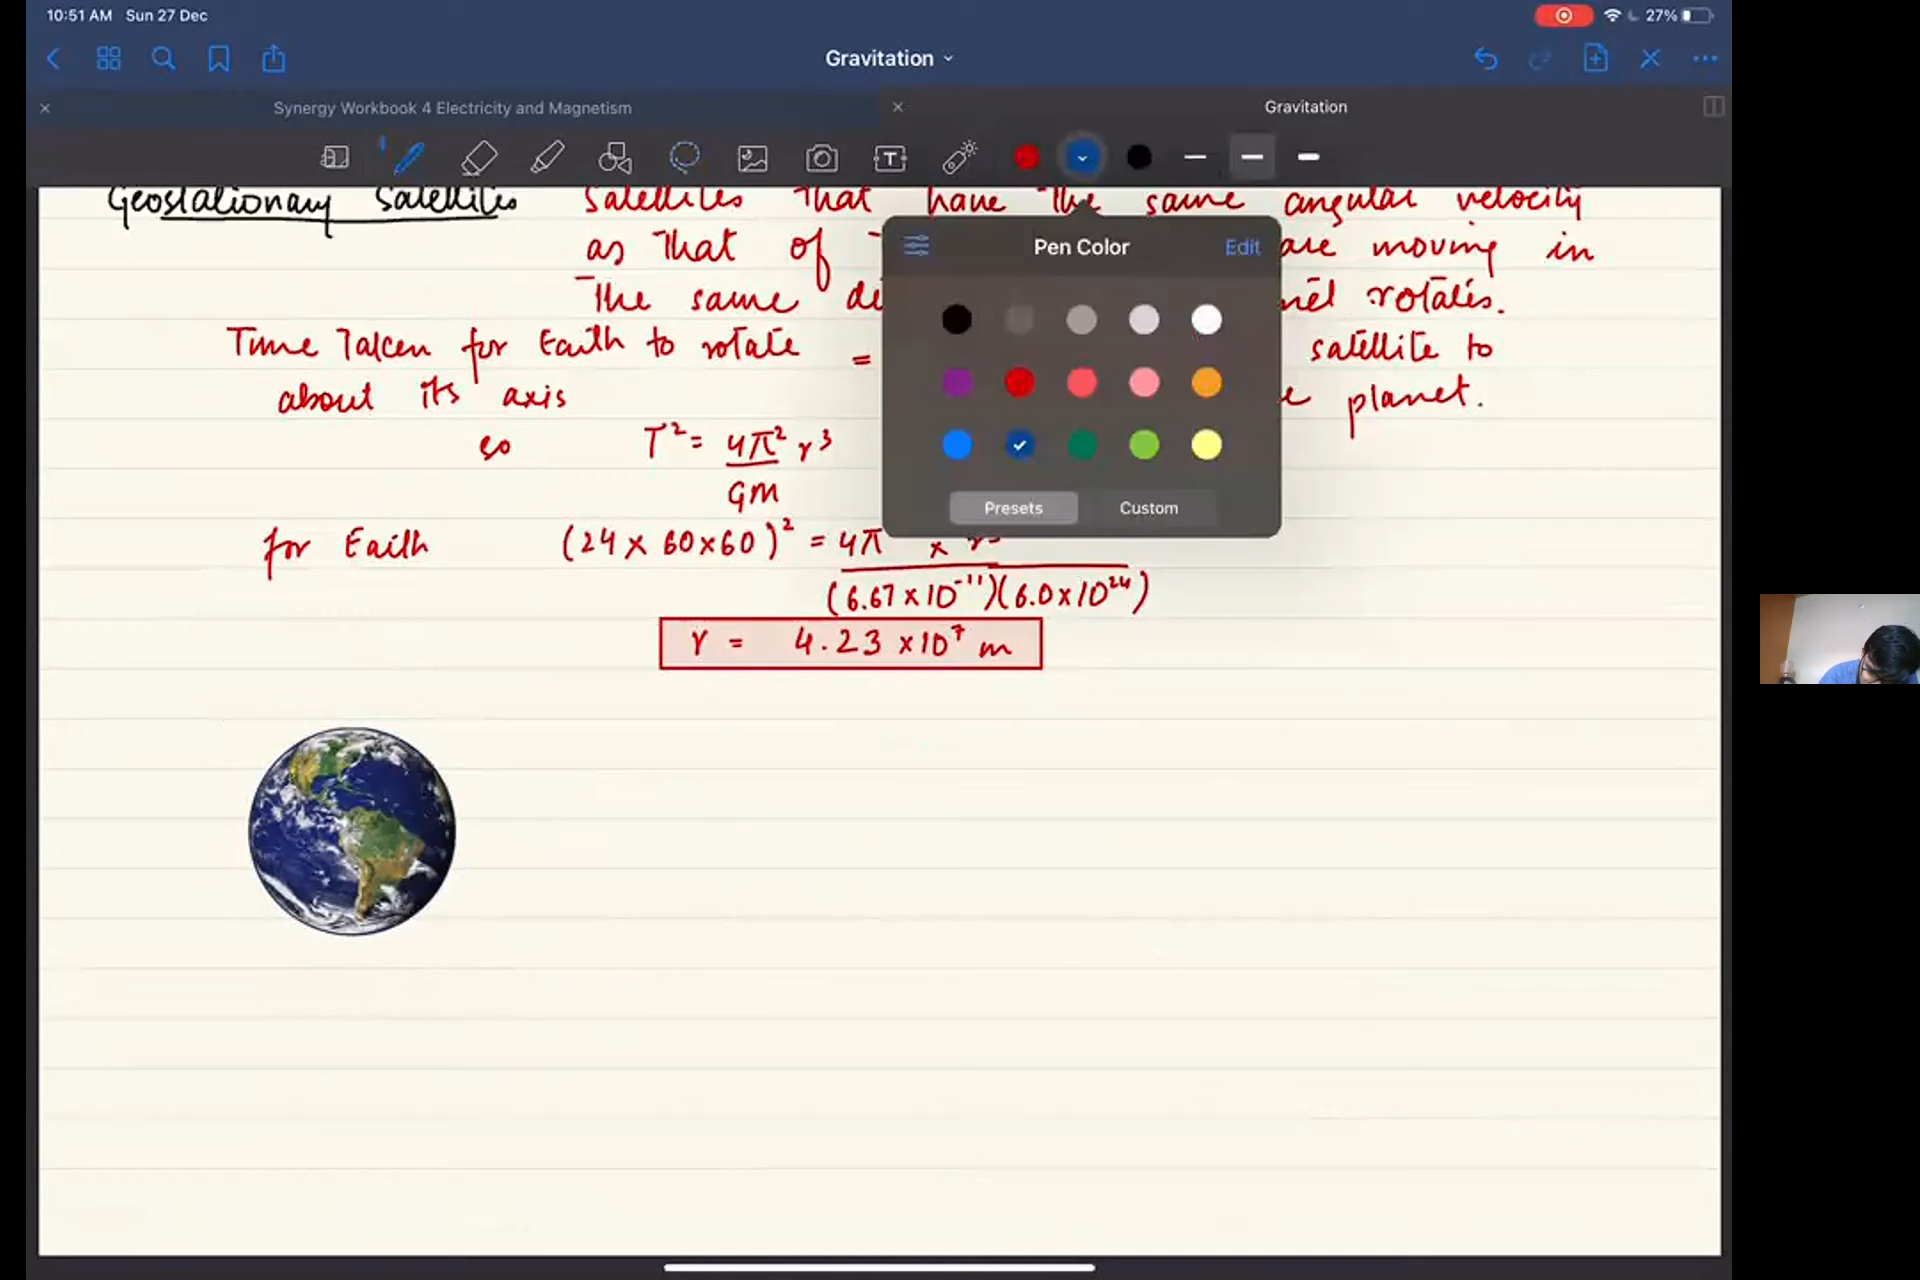 10:51 AM Sun 27 Dec
27%
Gravitation
Synergy Workbook 4 Electricity and Magnetism
Gravitation
Geostationary Satellites Satellites that have the same angular velocity
as that of are moving in
The same rotates.
Time Taken for Earth to rotate = satellite to
about its axis planet.
so T² = 4π² r³
GM
for Earth (24 × 60×60)² = 4π × r³
(6.67×10⁻¹¹)(6.0×10²⁴)
r = 4.23 ×10⁷ m
Pen Color
Edit
Presets
Custom